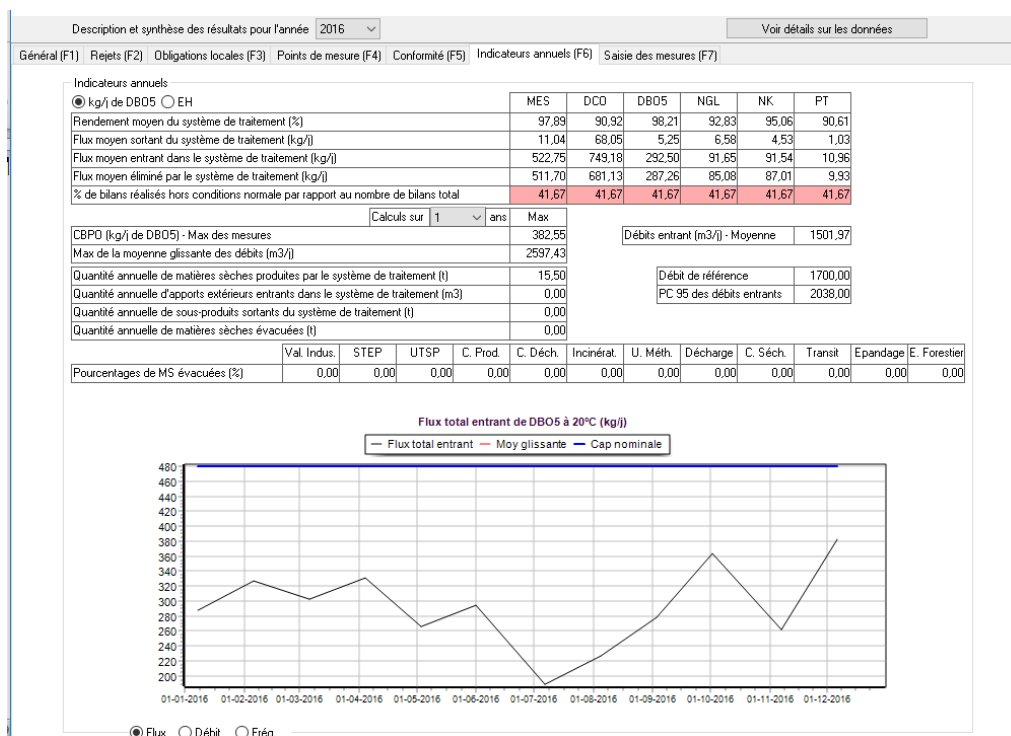 Description et synthèse des résultats pour l'année 2016 Voir détails sur les données
Général (F1) Rejets (F2) Obligations locales (F3) Points de mesure (F4) Conformité (F5) Indicateurs annuels (F6) Saisie des mesures (F7)
Indicateurs annuels
kg/j de DBO5 EH MES DCO DBO5 NGL NK PT
Rendement moyen du système de traitement (%) 97,89 90,92 98,21 92,83 95,06 90,61
Flux moyen sortant du système de traitement (kg/j) 11,04 68,05 5,25 6,58 4,53 1,03
Flux moyen entrant dans le système de traitement (kg/j) 522,75 749,18 292,50 91,65 91,54 10,96
Flux moyen éliminé par le système de traitement (kg/j) 511,70 681,13 287,26 85,08 87,01 9,93
% de bilans réalisés hors conditions normale par rapport au nombre de bilans total 41,67 41,67 41,67 41,67 41,67 41,67
Calculs sur 1 ans Max
CBPO (kg/j de DBO5) - Max des mesures 382,55 Débits entrant (m3/j) - Moyenne 1501,97
Max de la moyenne glissante des débits (m3/j) 2597,43
Quantité annuelle de matières sèches produites par le système de traitement (t) 15,50 Débit de référence 1700,00
Quantité annuelle d'apports extérieurs entrants dans le système de traitement (m3) 0,00 PC 95 des débits entrants 2038,00
Quantité annuelle de sous-produits sortants du système de traitement (t) 0,00
Quantité annuelle de matières sèches évacuées (t) 0,00
Val. Indus. STEP UTSP C. Prod. C. Déch. Incinérat. U. Méth. Décharge C. Séch. Transit Epandage E. Forestier
Pourcentages de MS évacuées (%) 0,00 0,00 0,00 0,00 0,00 0,00 0,00 0,00 0,00 0,00 0,00 0,00
Flux total entrant de DBO5 à 20°C (kg/j)
Flux total entrant Moy glissante Cap nominale
480
460
440
420
400
380
360
340
320
300
280
260
240
220
200
01-01-2016 01-02-2016 01-03-2016 01-04-2016 01-05-2016 01-06-2016 01-07-2016 01-08-2016 01-09-2016 01-10-2016 01-11-2016 01-12-2016
Flux Débit Fréq